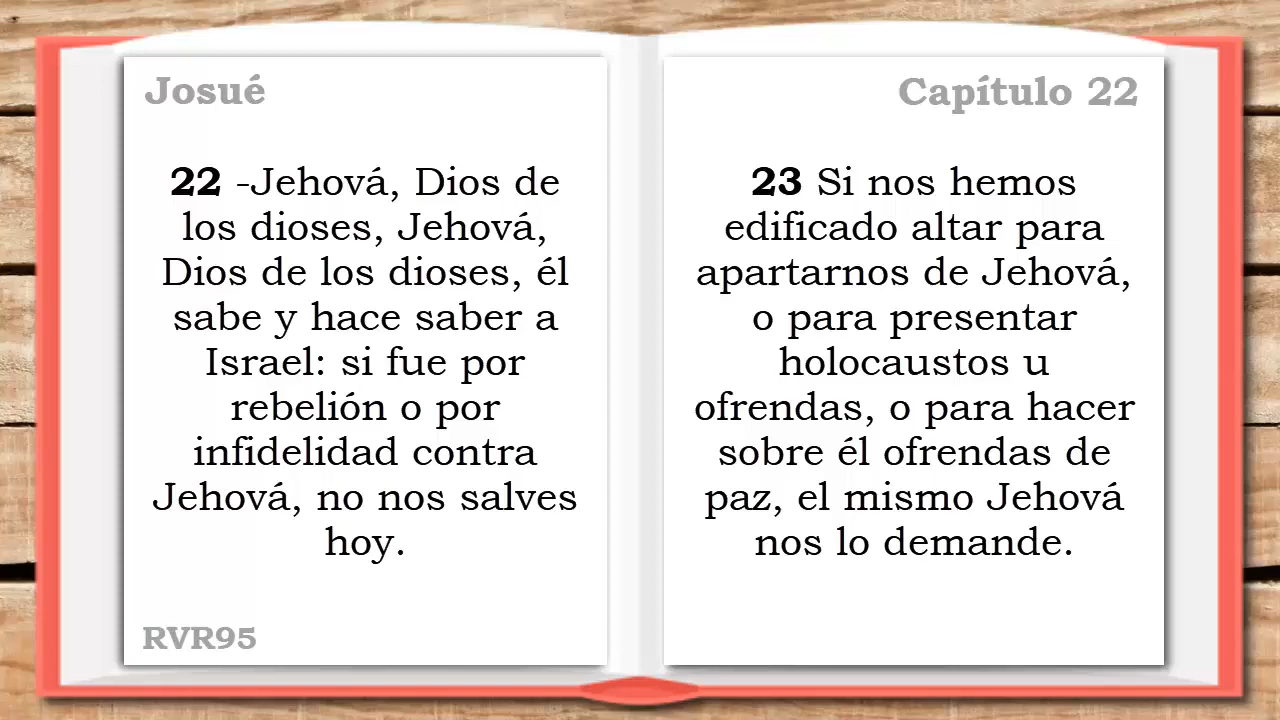 Josué
22 -Jehová, Dios de
los dioses, Jehová,
Dios de los dioses, él
sabe y hace saber a
Israel: si fue por
rebelión o por
infidelidad contra
Jehová, no nos salves
hoy.
RVR95
Capítulo 22
23 Si nos hemos
edificado altar para
apartarnos de Jehová,
o para presentar
holocaustos u
ofrendas, o para hacer
sobre él ofrendas de
paz, el mismo Jehová
nos lo demande.